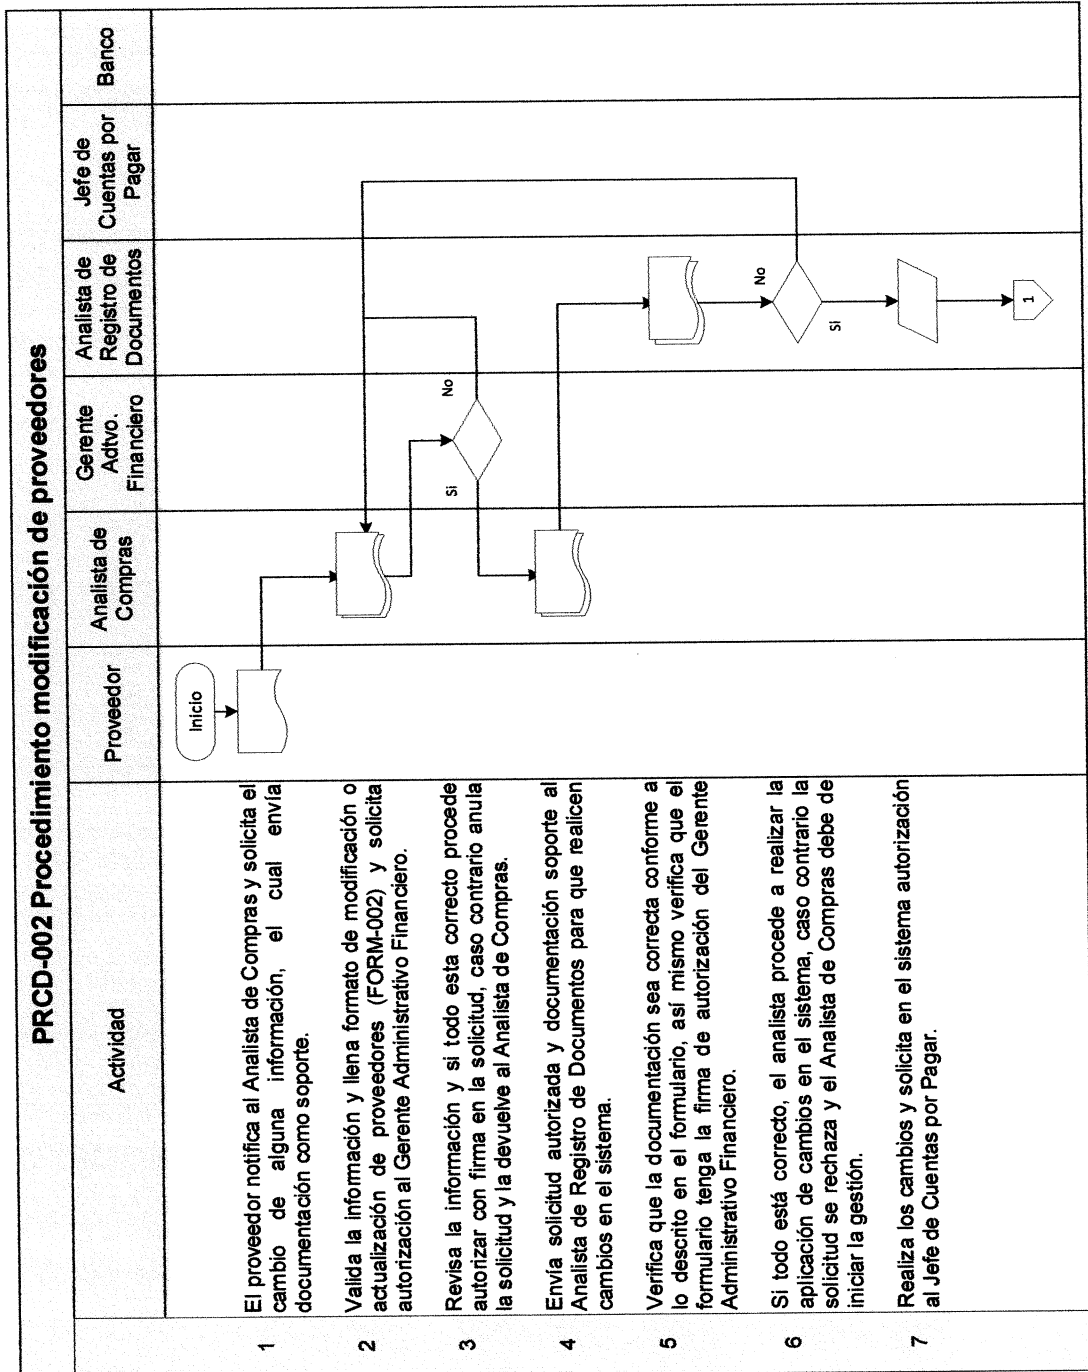 PRCD-002 Procedimiento modificación de proveedores
Actividad
Proveedor
Analista de
Compras
Gerente
Adtvo.
Financiero
Analista de
Registro de
Documentos
Jefe de
Cuentas por
Pagar
Banco
Inicio
1
El proveedor notifica al Analista de Compras y solicita el
cambio de alguna información, el cual envía
documentación como soporte.
2
Valida la información y llena formato de modificación o
actualización de proveedores (FORM-002) y solicita
autorización al Gerente Administrativo Financiero.
3
Revisa la información y si todo esta correcto procede
autorizar con firma en la solicitud, caso contrario anula
la solicitud y la devuelve al Analista de Compras.
Si
No
4
Envía solicitud autorizada y documentación soporte al
Analista de Registro de Documentos para que realicen
cambios en el sistema.
5
Verifica que la documentación sea correcta conforme a
lo descrito en el formulario, así mismo verifica que el
formulario tenga la firma de autorización del Gerente
Administrativo Financiero.
6
Si todo está correcto, el analista procede a realizar la
aplicación de cambios en el sistema, caso contrario la
solicitud se rechaza y el Analista de Compras debe de
iniciar la gestión.
No
Si
7
Realiza los cambios y solicita en el sistema autorización
al Jefe de Cuentas por Pagar.
1